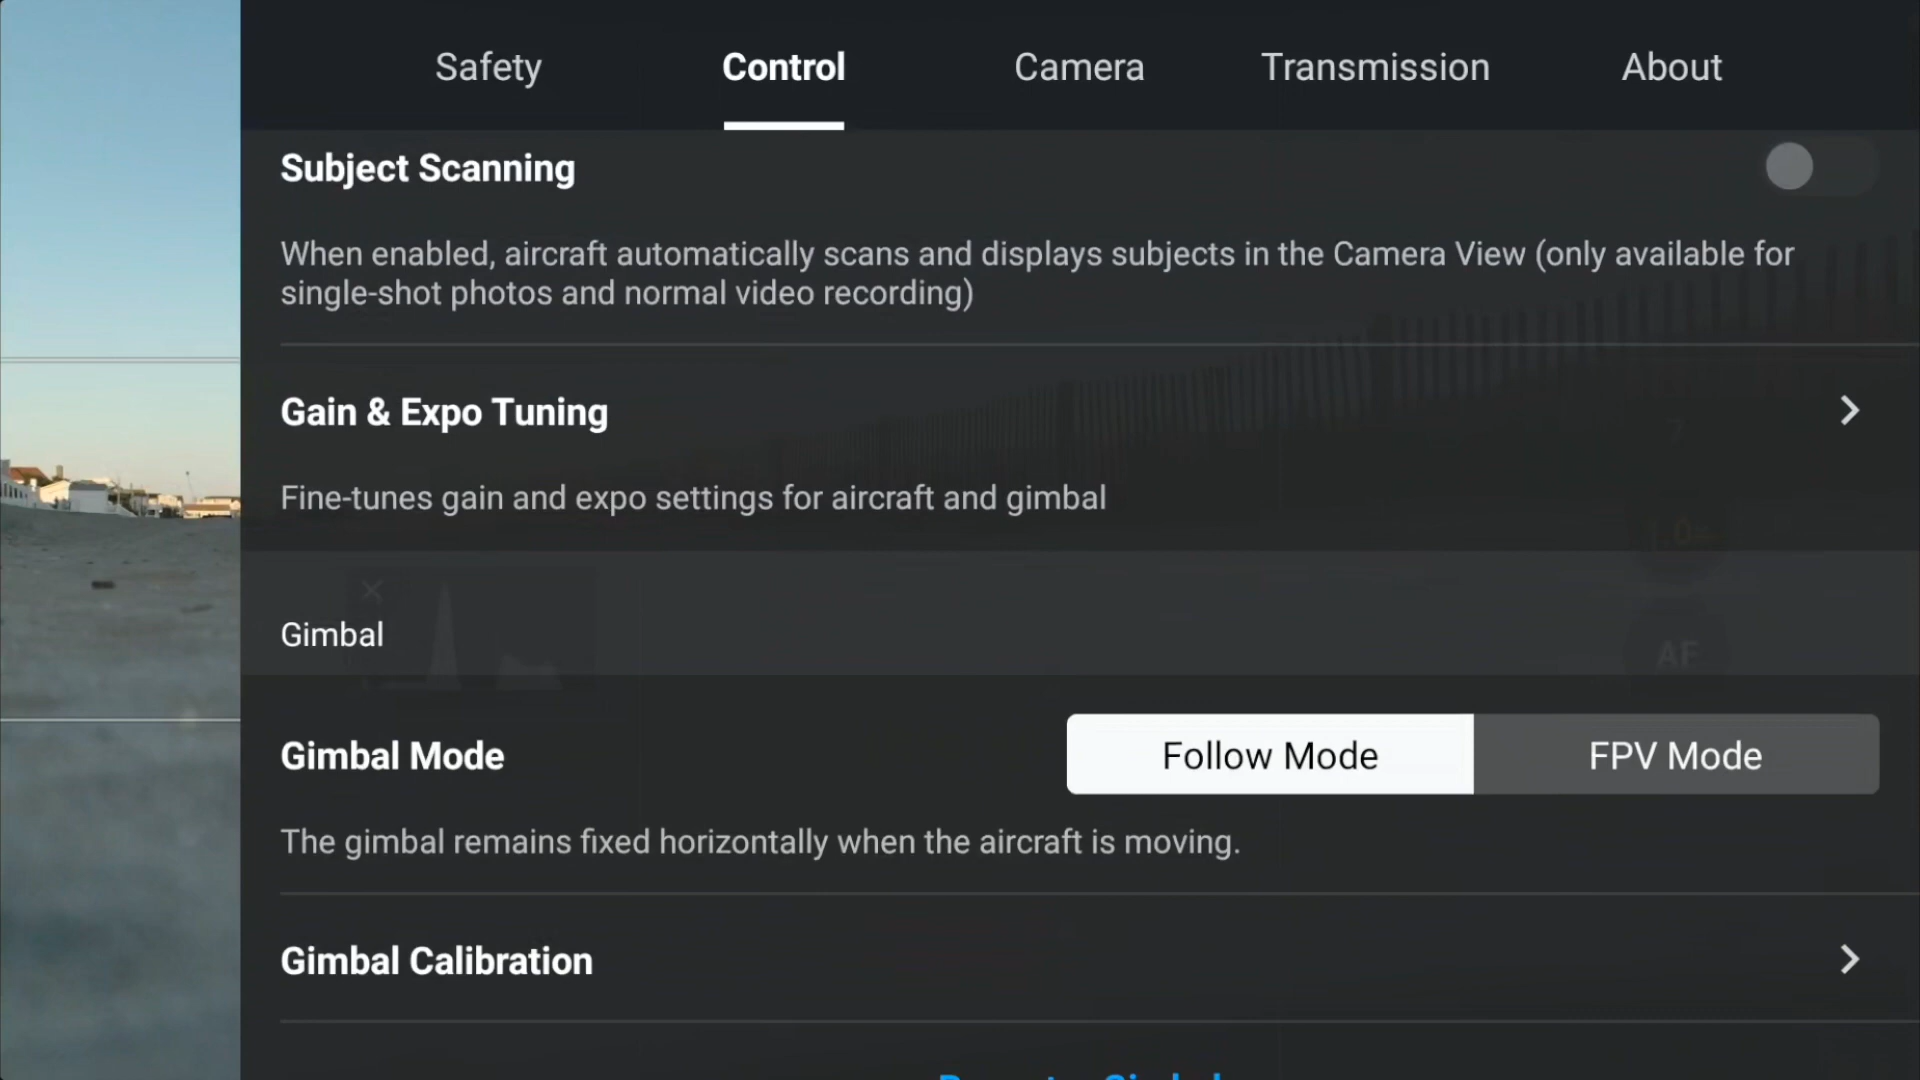 Safety Control Camera Transmission About
Subject Scanning
When enabled, aircraft automatically scans and displays subjects in the Camera View (only available for
single-shot photos and normal video recording)
Gain & Expo Tuning
Fine-tunes gain and expo settings for aircraft and gimbal
Gimbal
AF
Gimbal Mode Follow Mode FPV Mode
The gimbal remains fixed horizontally when the aircraft is moving.
Gimbal Calibration